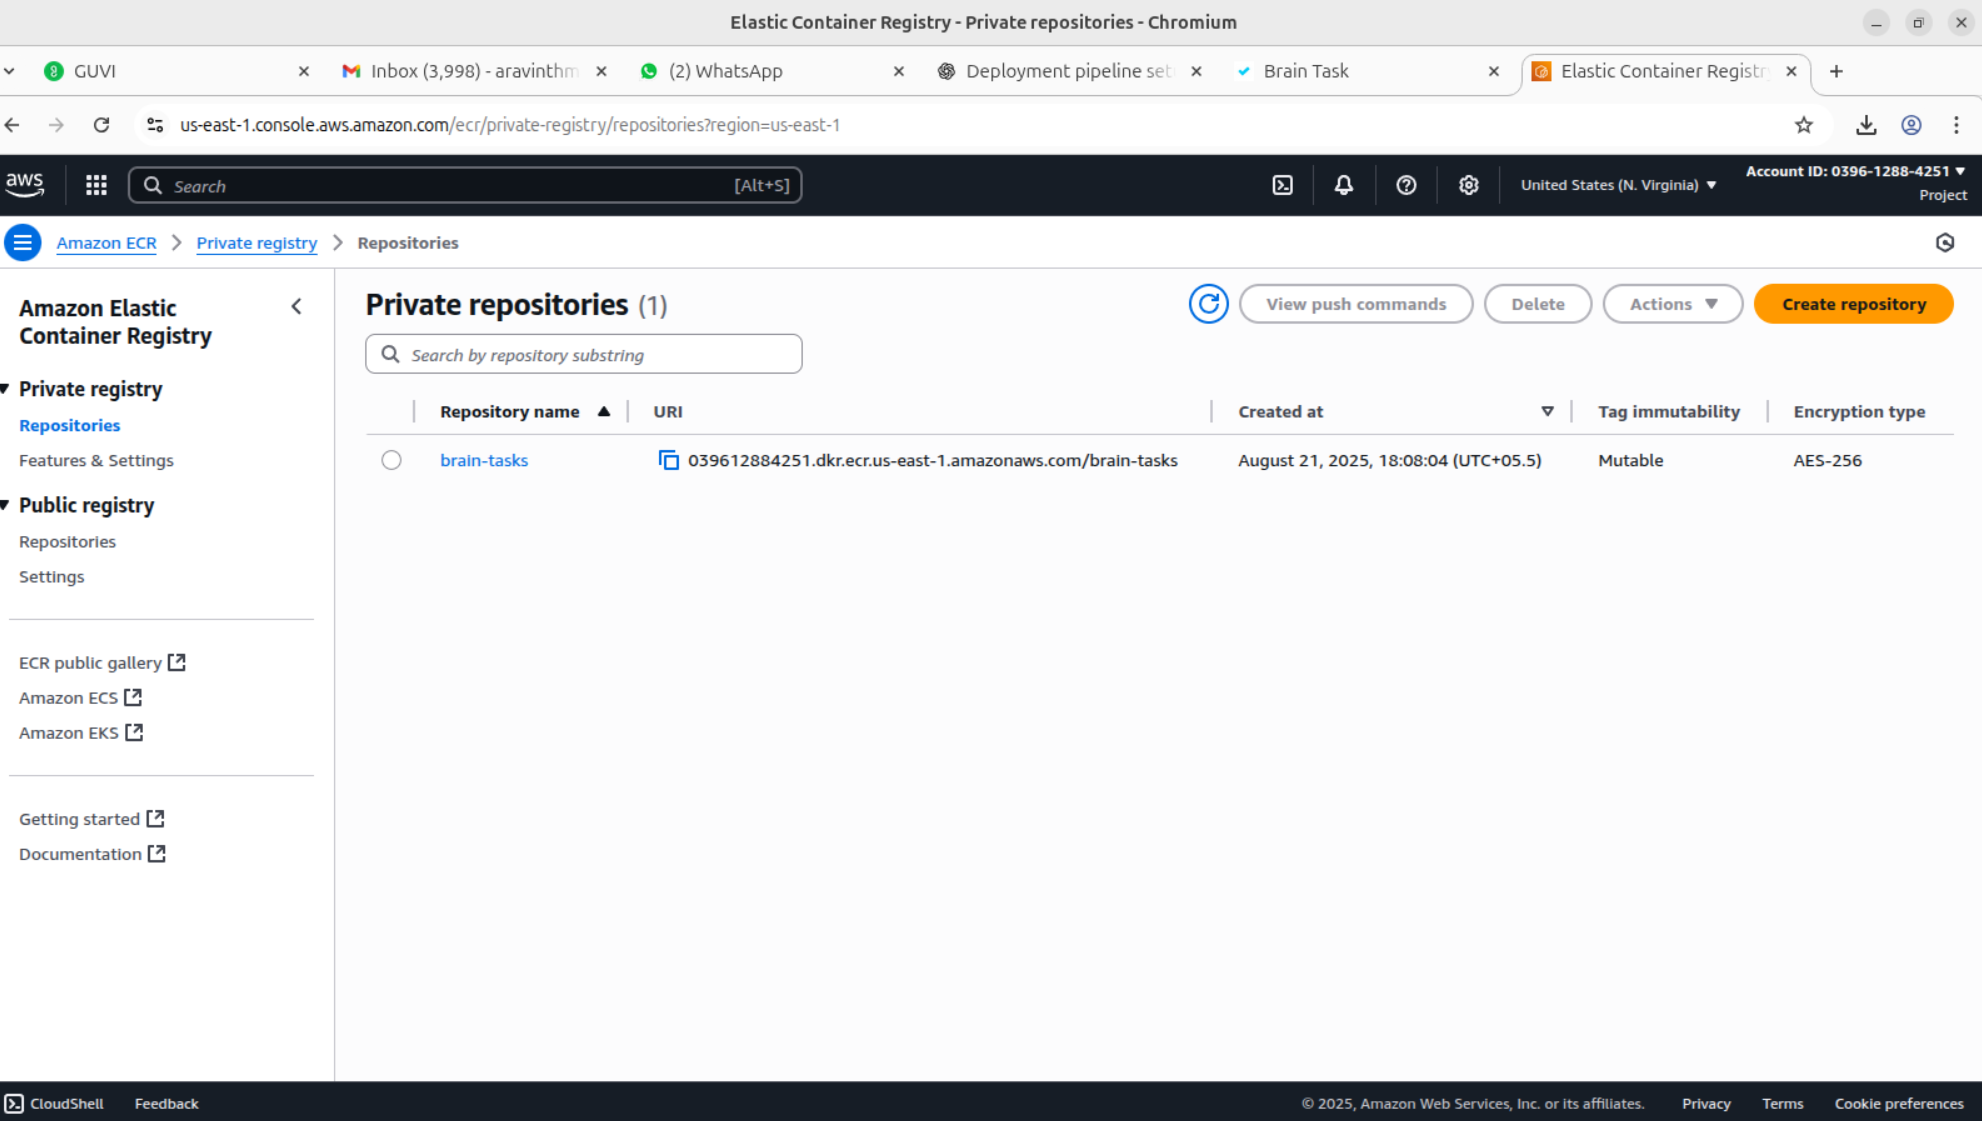 Elastic Container Registry - Private repositories - Chromium
GUVI
Inbox (3,998) - aravinthm
(2) WhatsApp
Deployment pipeline set
Brain Task
Elastic Container Registr
us-east-1.console.aws.amazon.com/ecr/private-registry/repositories?region=us-east-1
aws
Search
[Alt+S]
United States (N. Virginia)
Account ID: 0396-1288-4251
Project
Amazon ECR
Private registry
Repositories
Amazon Elastic
Container Registry
Private registry
Repositories
Features & Settings
Public registry
Repositories
Settings
ECR public gallery
Amazon ECS
Amazon EKS
Getting started
Documentation
Private repositories (1)
View push commands
Delete
Actions
Create repository
Search by repository substring
Repository name
URI
Created at
Tag immutability
Encryption type
brain-tasks
039612884251.dkr.ecr.us-east-1.amazonaws.com/brain-tasks
August 21, 2025, 18:08:04 (UTC+05.5)
Mutable
AES-256
CloudShell
Feedback
© 2025, Amazon Web Services, Inc. or its affiliates.
Privacy
Terms
Cookie preferences